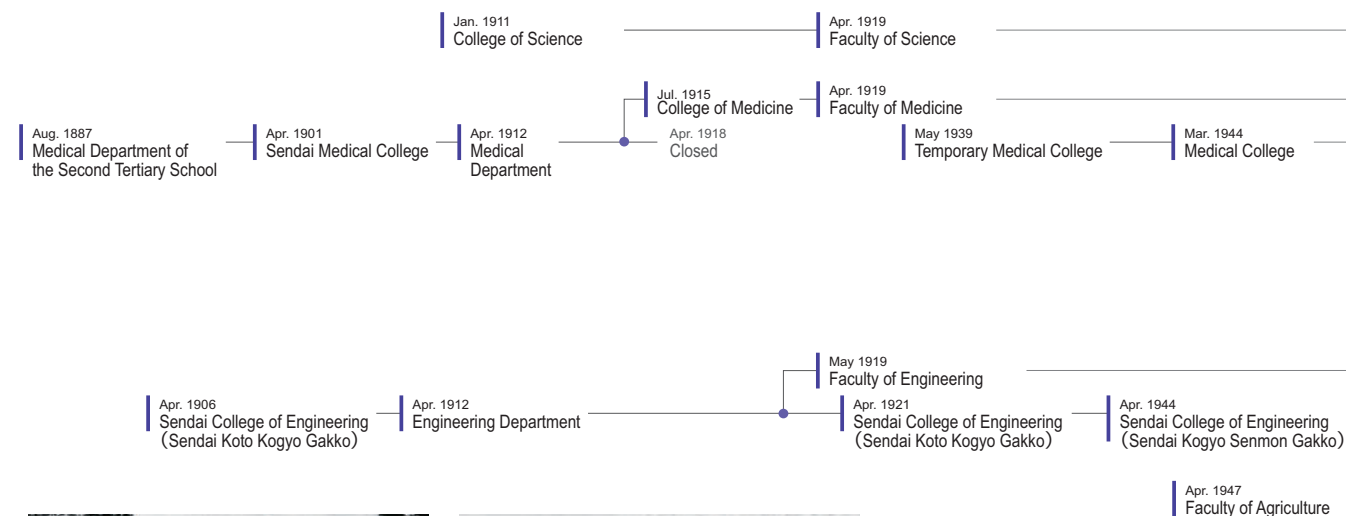 Jan. 1911
College of Science
Apr. 1919
Faculty of Science
Jul. 1915
College of Medicine
Apr. 1919
Faculty of Medicine
Aug. 1887
Medical Department of
the Second Tertiary School
Apr. 1901
Sendai Medical College
Apr. 1912
Medical
Department
Apr. 1918
Closed
May 1939
Temporary Medical College
Mar. 1944
Medical College
May 1919
Faculty of Engineering
Apr. 1906
Sendai College of Engineering
（Sendai Koto Kogyo Gakko）
Apr. 1912
Engineering Department
Apr. 1921
Sendai College of Engineering
（Sendai Koto Kogyo Gakko）
Apr. 1944
Sendai College of Engineering
（Sendai Kogyo Senmon Gakko）
Apr. 1947
Faculty of Agriculture